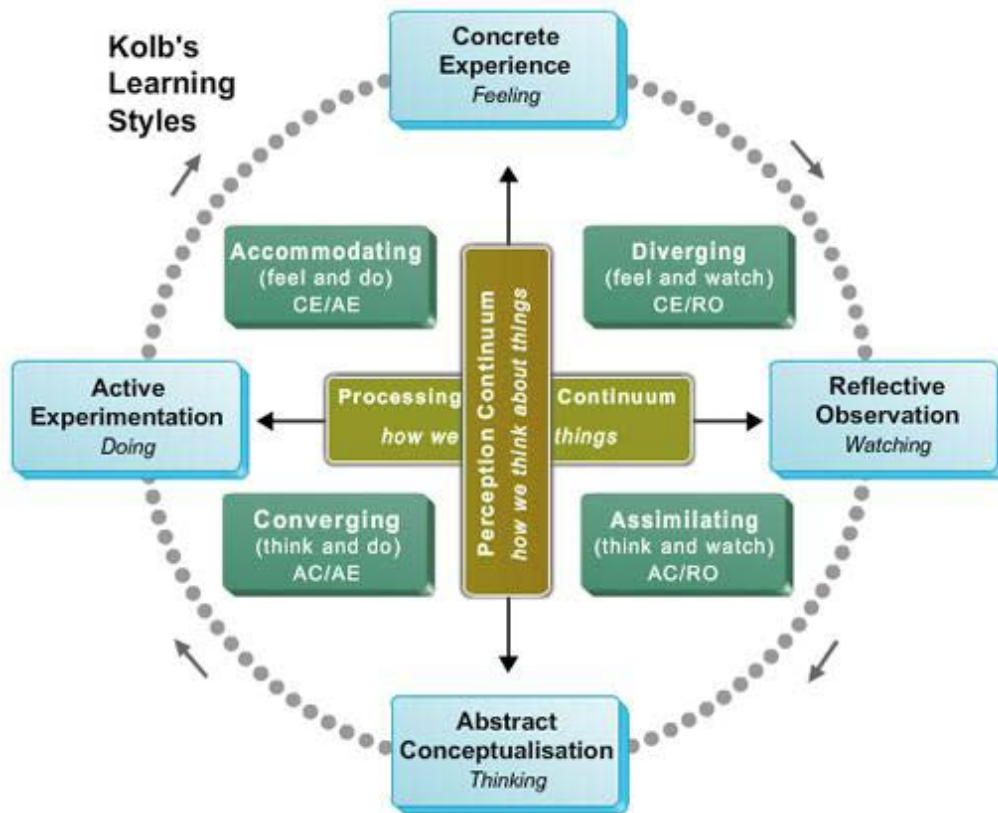 Kolb's
Learning
Styles
Concrete
Experience
Feeling
Accommodating
(feel and do)
CE/AE
Diverging
(feel and watch)
CE/RO
Active
Experimentation
Doing
Processing Continuum
how we things
Perception Continuum
how we think about things
Reflective
Observation
Watching
Converging
(think and do)
AC/AE
Assimilating
(think and watch)
AC/RO
Abstract
Conceptualisation
Thinking